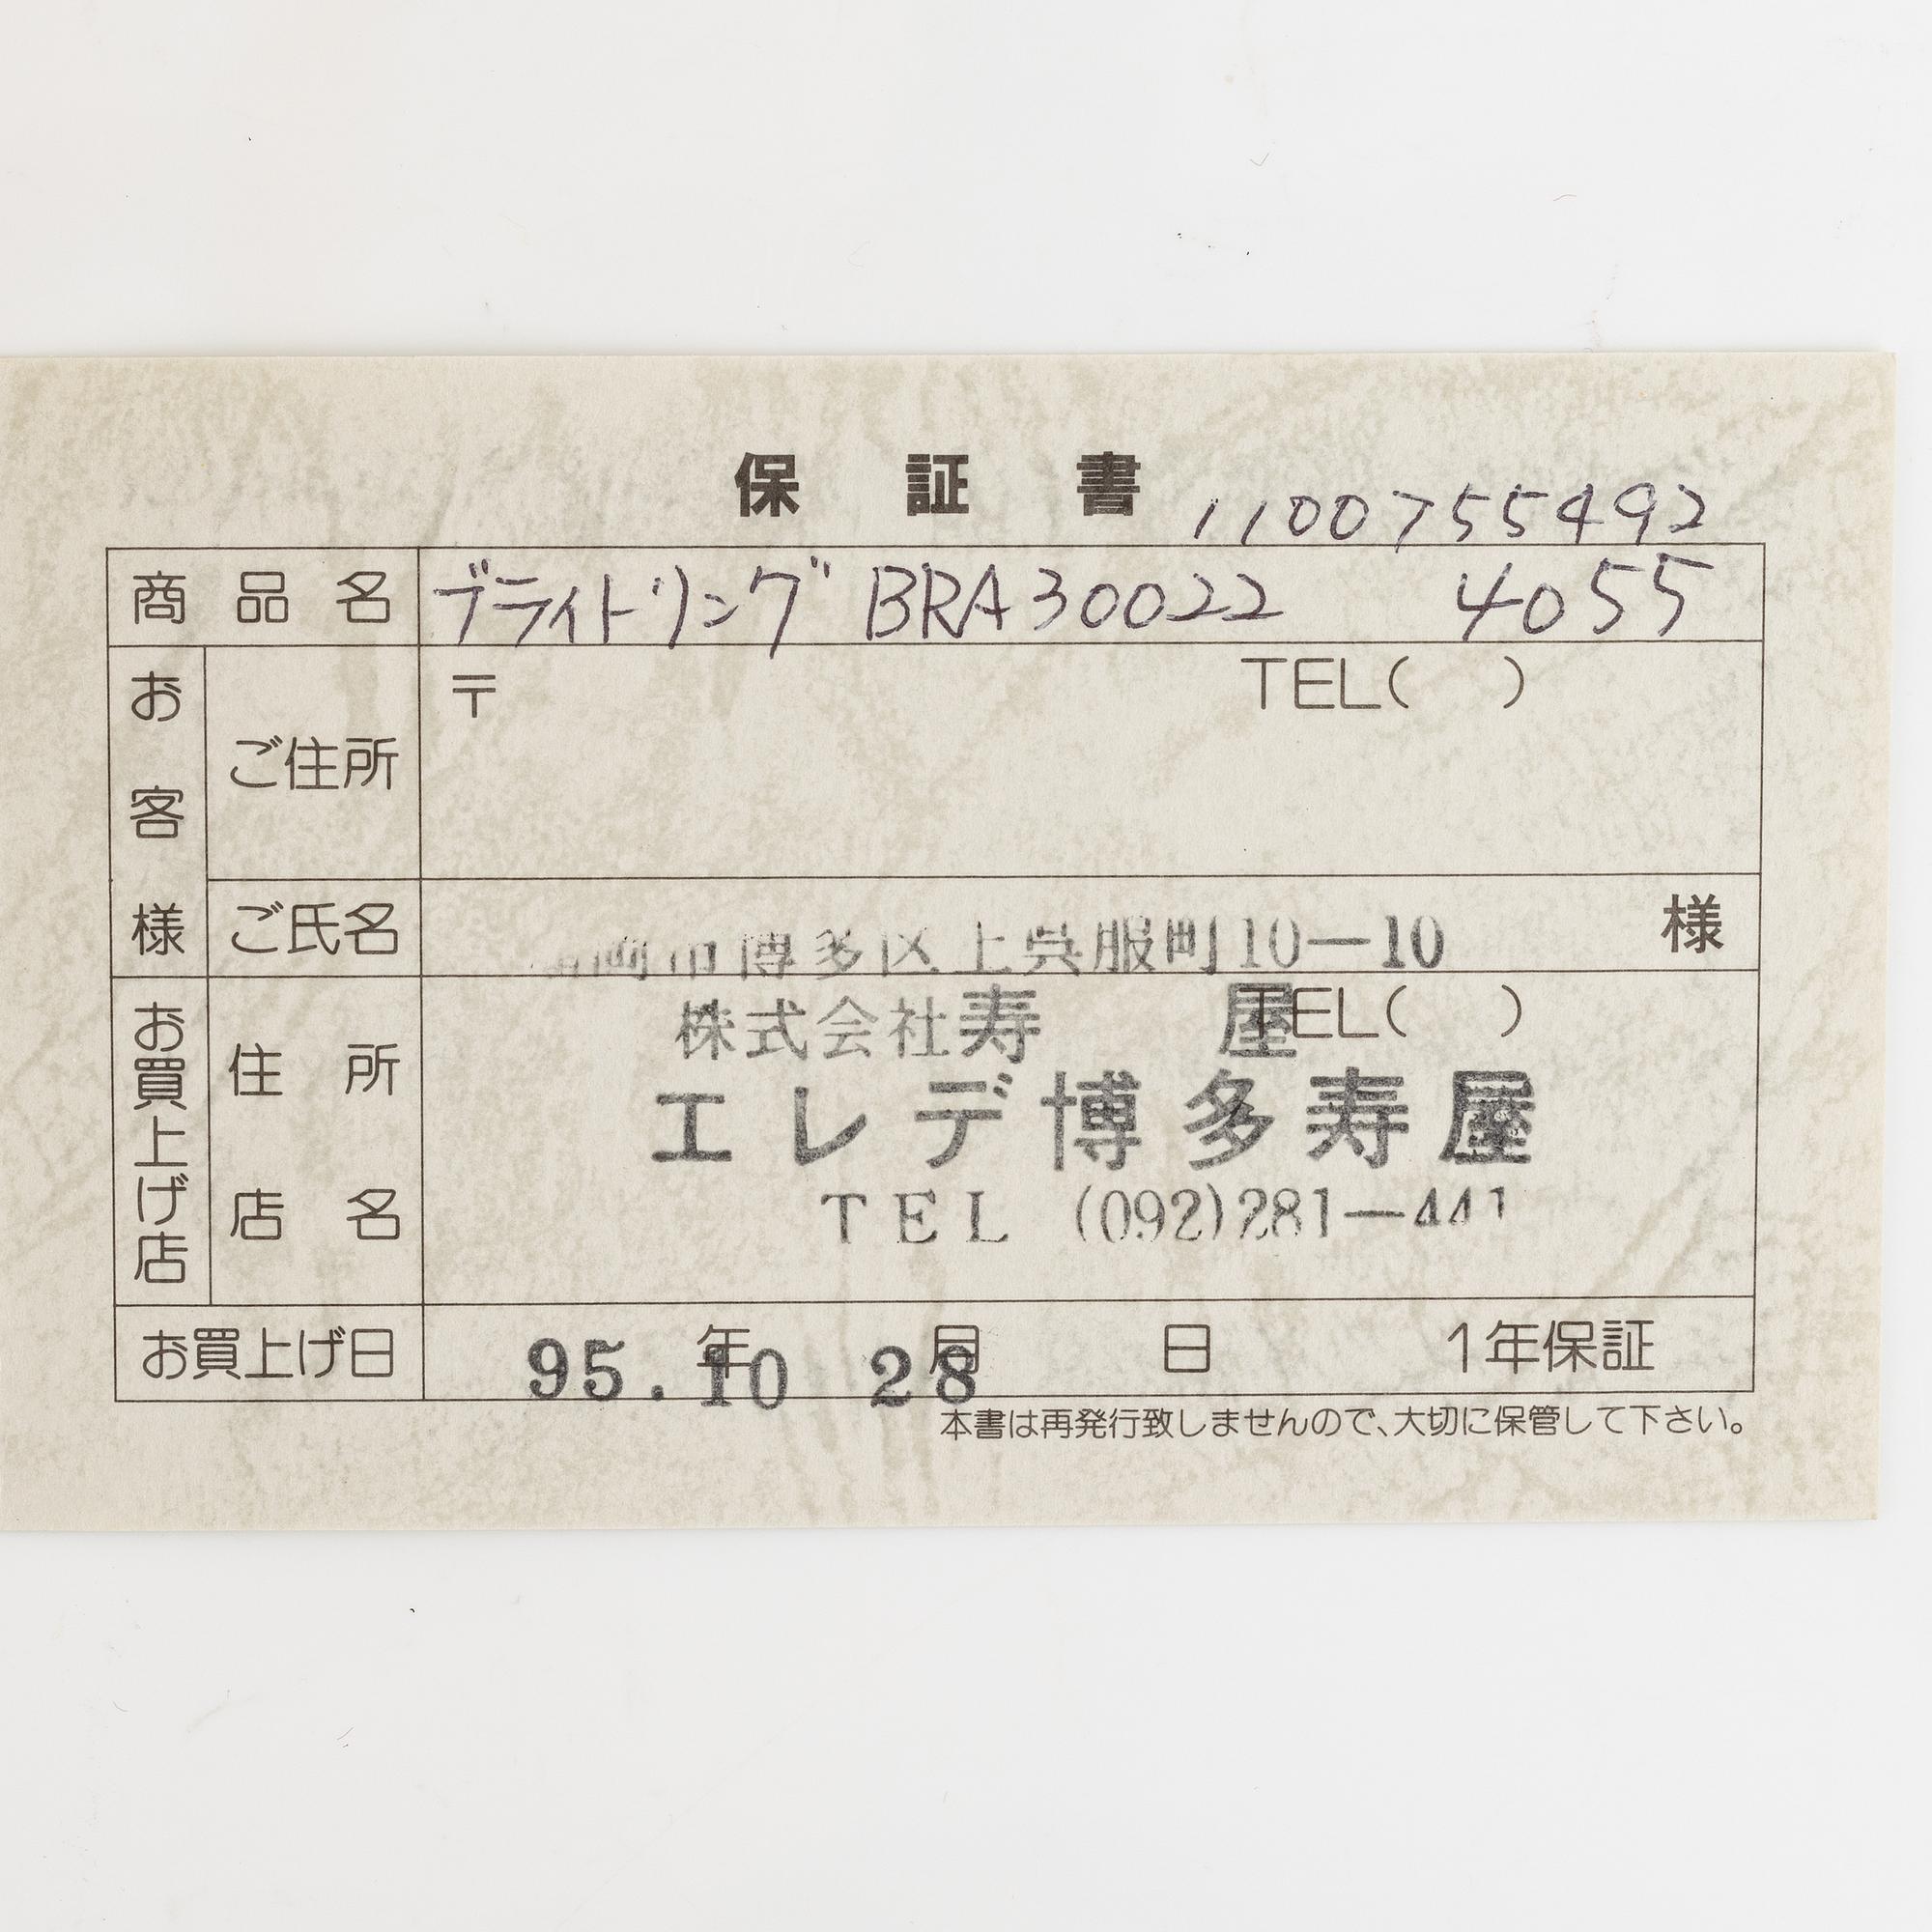 保証書
1100755492
商品名 ブライトリング BRA30022 4055
お客様
ご住所 〒 TEL( )
ご氏名 様
岡市博多区上呉服町10―10
お買上げ店
住所 TEL( )
株式会社寿屋
エレデ博多寿屋
店名
TEL (092)281―441
お買上げ日 年 月 日 1年保証
95.10 28
本書は再発行致しませんので、大切に保管して下さい。